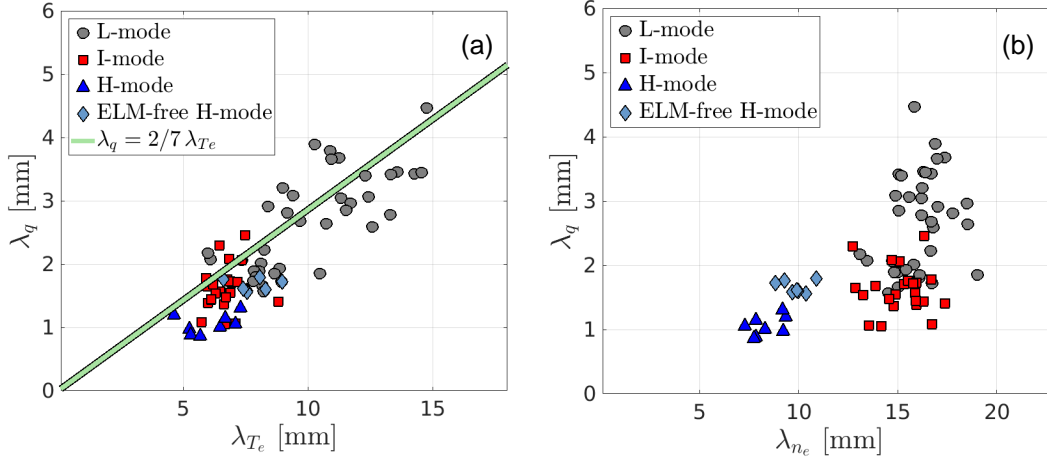 (a)
L-mode
I-mode
H-mode
ELM-free H-mode
λq = 2/7 λTe
6
5
4
3
2
1
0
λq [mm]
5 10 15
λTe [mm]
(b)
L-mode
I-mode
H-mode
ELM-free H-mode
6
5
4
3
2
1
0
λq [mm]
5 10 15 20
λne [mm]